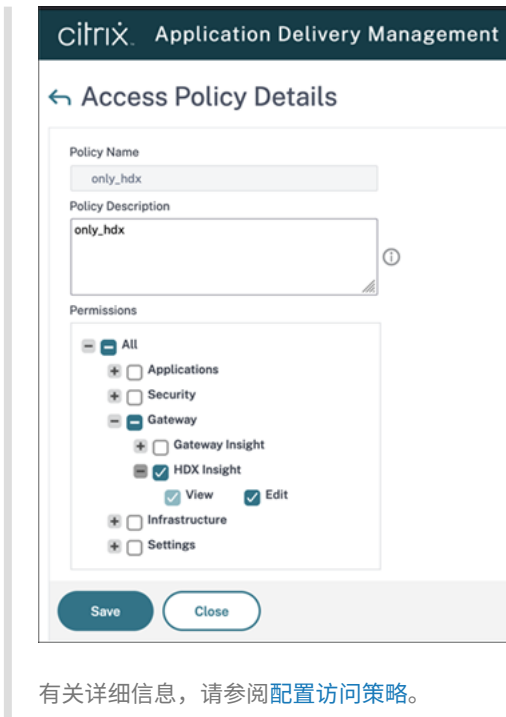 citrix. Application Delivery Management
Access Policy Details
Policy Name
only_hdx
Policy Description
only_hdx
Permissions
All
Applications
Security
Gateway
Gateway Insight
HDX Insight
View Edit
Infrastructure
Settings
Save Close
有关详细信息，请参阅配置访问策略。